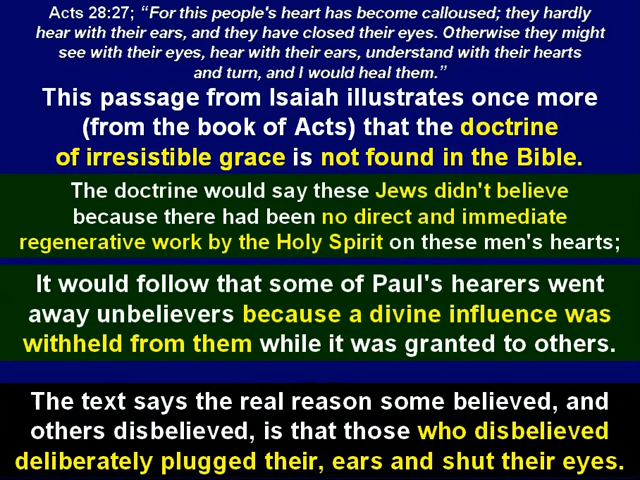 Acts 28:27; “For this people's heart has become calloused; they hardly
hear with their ears, and they have closed their eyes. Otherwise they might
see with their eyes, hear with their ears, understand with their hearts
and turn, and I would heal them.”
This passage from Isaiah illustrates once more
(from the book of Acts) that the doctrine
of irresistible grace is not found in the Bible.
The doctrine would say these Jews didn't believe
because there had been no direct and immediate
regenerative work by the Holy Spirit on these men's hearts;
It would follow that some of Paul's hearers went
away unbelievers because a divine influence was
withheld from them while it was granted to others.
The text says the real reason some believed, and
others disbelieved, is that those who disbelieved
deliberately plugged their, ears and shut their eyes.